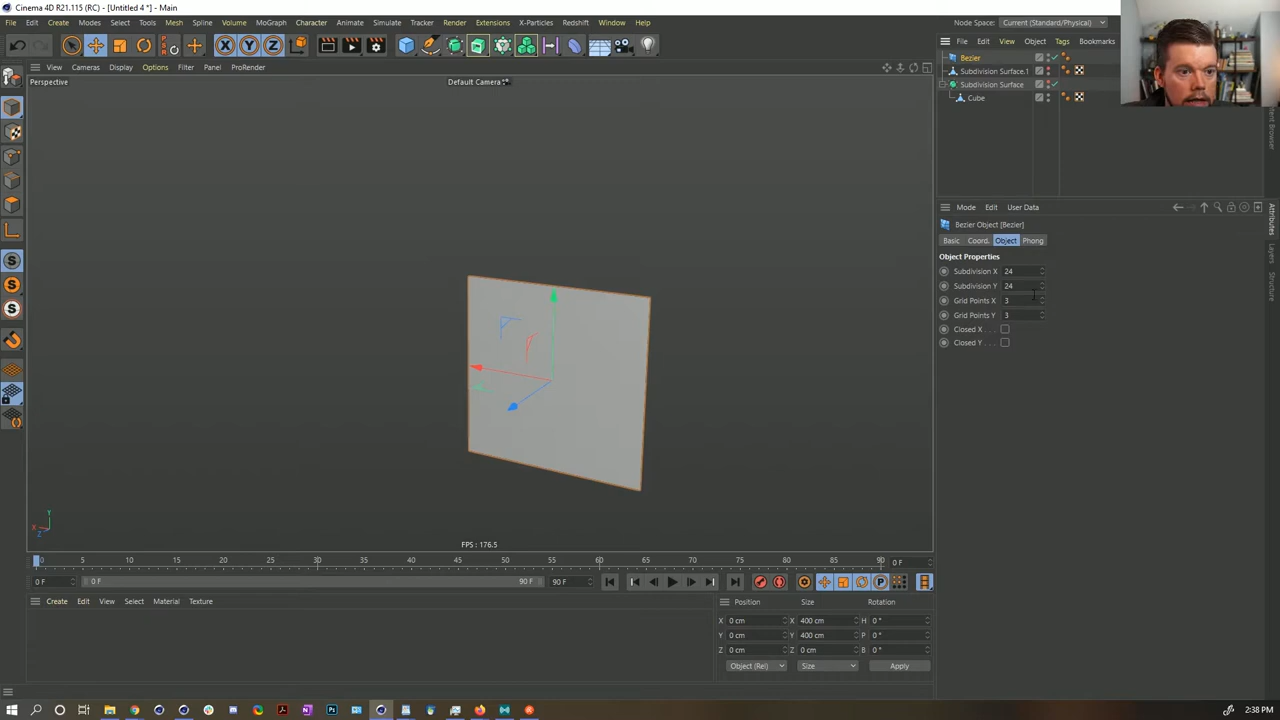 Cinema 4D R21.115 (RC) - [Untitled 4 *] - Main
File Edit Create Modes Select Tools Mesh Spline Volume MoGraph Character Animate Simulate Tracker Render Extensions X-Particles Redshift Window Help
Node Space: Current (Standard/Physical)
View Cameras Display Options Filter Panel ProRender
File Edit View Object Tags Bookmarks
Perspective
Default Camera
Bezier
Subdivision Surface.1
Subdivision Surface
Cube
Content Browser
Mode Edit User Data
Bezier Object [Bezier]
Basic Coord. Object Phong
Object Properties
Subdivision X 24
Subdivision Y 24
Grid Points X 3
Grid Points Y 3
Closed X . . .
Closed Y . . .
Attributes
Layers
Structure
X Y Z
Y
X
Z
FPS : 176.5
0 5 10 15 20 25 30 35 40 45 50 55 60 65 70 75 80 85 90 0 F
0 F 0 F 90 F 90 F
Create Edit View Select Material Texture
Position Size Rotation
X 0 cm X 400 cm H 0 °
Y 0 cm Y 400 cm P 0 °
Z 0 cm Z 0 cm B 0 °
Object (Rel) Size Apply
2:38 PM